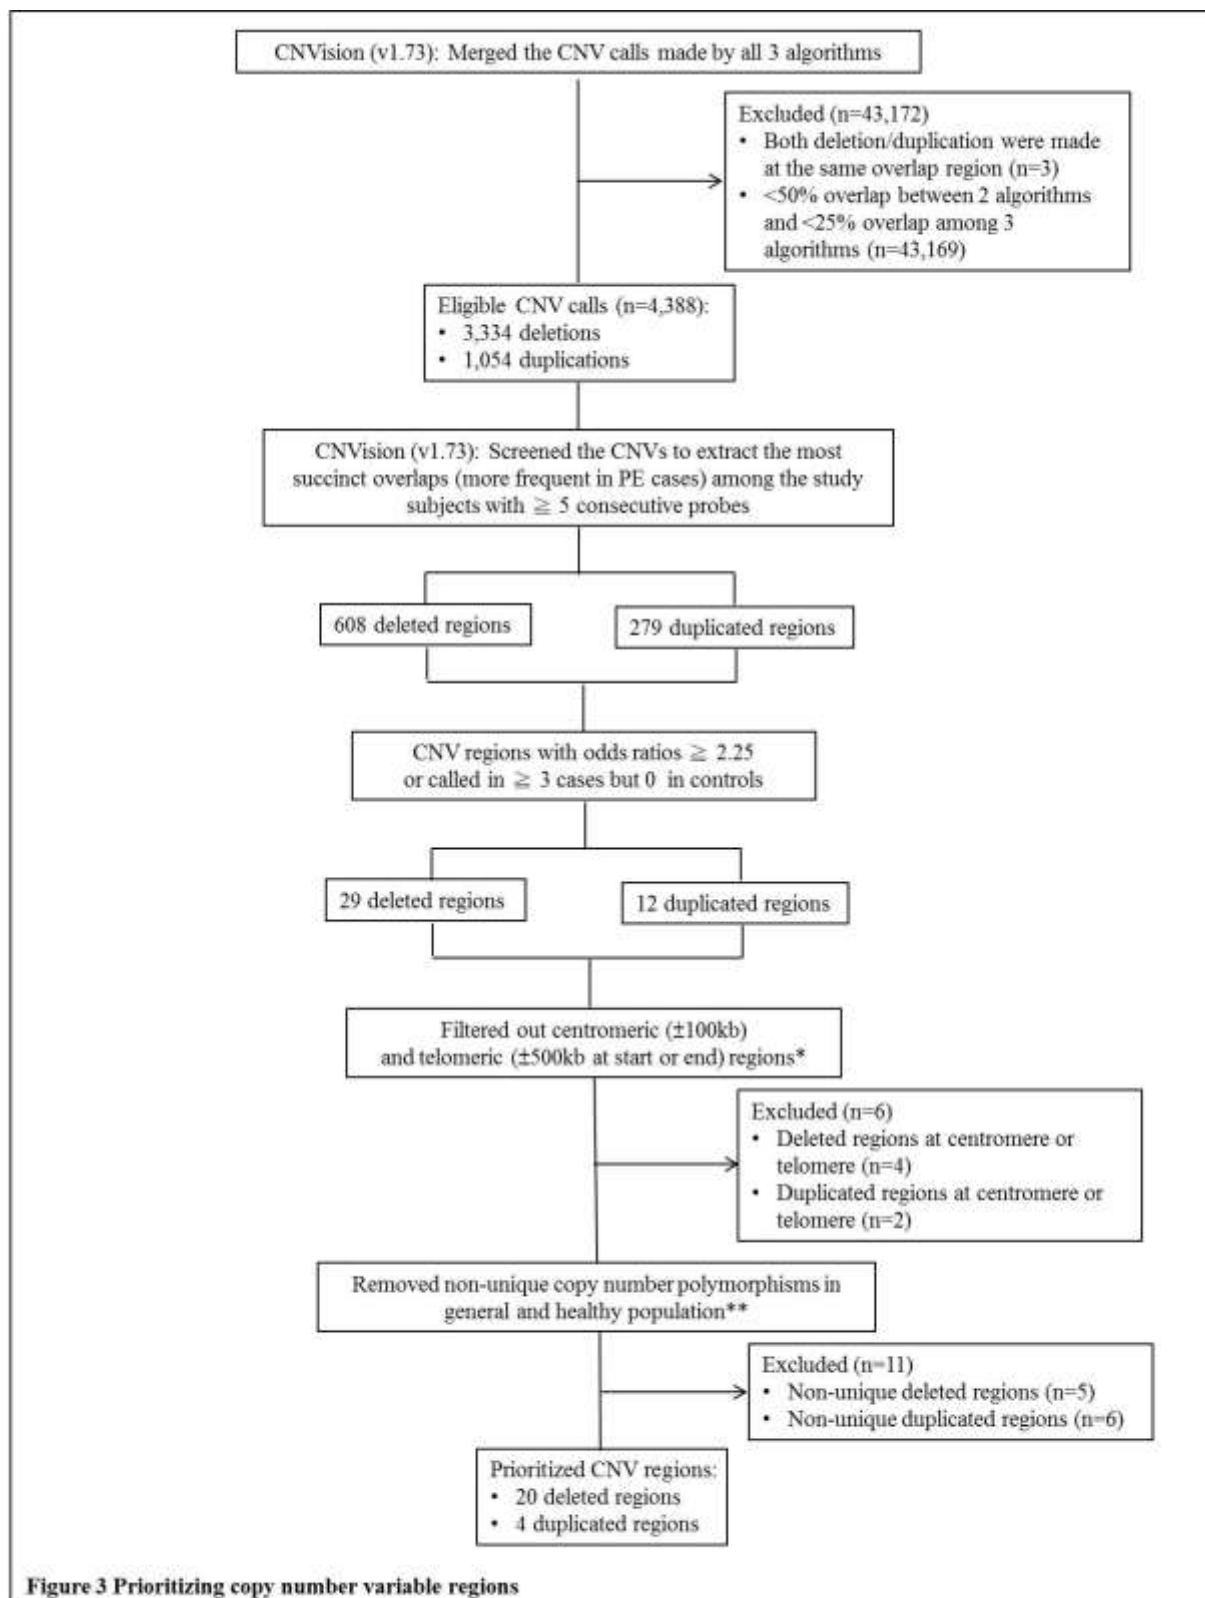 CNVision (v1.73): Merged the CNV calls made by all 3 algorithms
Excluded (n=43,172)
• Both deletion/duplication were made
at the same overlap region (n=3)
• <50% overlap between 2 algorithms
and <25% overlap among 3
algorithms (n=43,169)
Eligible CNV calls (n=4,388):
• 3,334 deletions
• 1,054 duplications
CNVision (v1.73): Screened the CNVs to extract the most
succinct overlaps (more frequent in PE cases) among the study
subjects with ≧ 5 consecutive probes
608 deleted regions
279 duplicated regions
CNV regions with odds ratios ≧ 2.25
or called in ≧ 3 cases but 0 in controls
29 deleted regions
12 duplicated regions
Filtered out centromeric (±100kb)
and telomeric (±500kb at start or end) regions*
Excluded (n=6)
• Deleted regions at centromere or
telomere (n=4)
• Duplicated regions at centromere or
telomere (n=2)
Removed non-unique copy number polymorphisms in
general and healthy population**
Excluded (n=11)
• Non-unique deleted regions (n=5)
• Non-unique duplicated regions (n=6)
Prioritized CNV regions:
• 20 deleted regions
• 4 duplicated regions
Figure 3 Prioritizing copy number variable regions